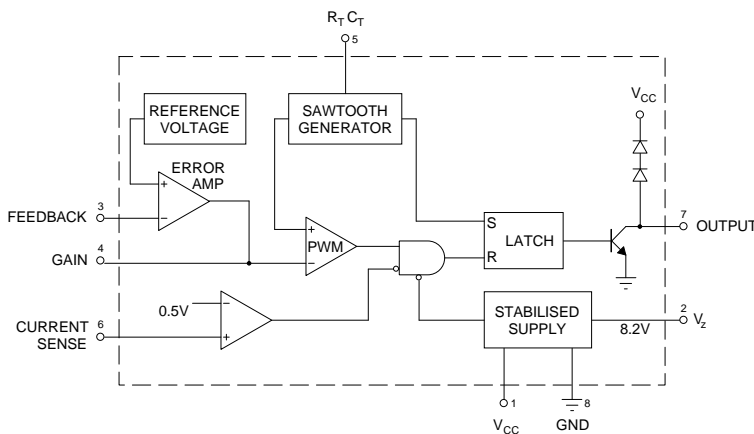 R_T C_T
5
V_CC
REFERENCE
VOLTAGE
SAWTOOTH
GENERATOR
+
ERROR
AMP
+
3
FEEDBACK
−
+
PWM
S
LATCH
R
7
OUTPUT
4
GAIN
−
0.5V
−
6
CURRENT
SENSE
+
STABILISED
SUPPLY
2
8.2V
V_z
1
V_CC
8
GND